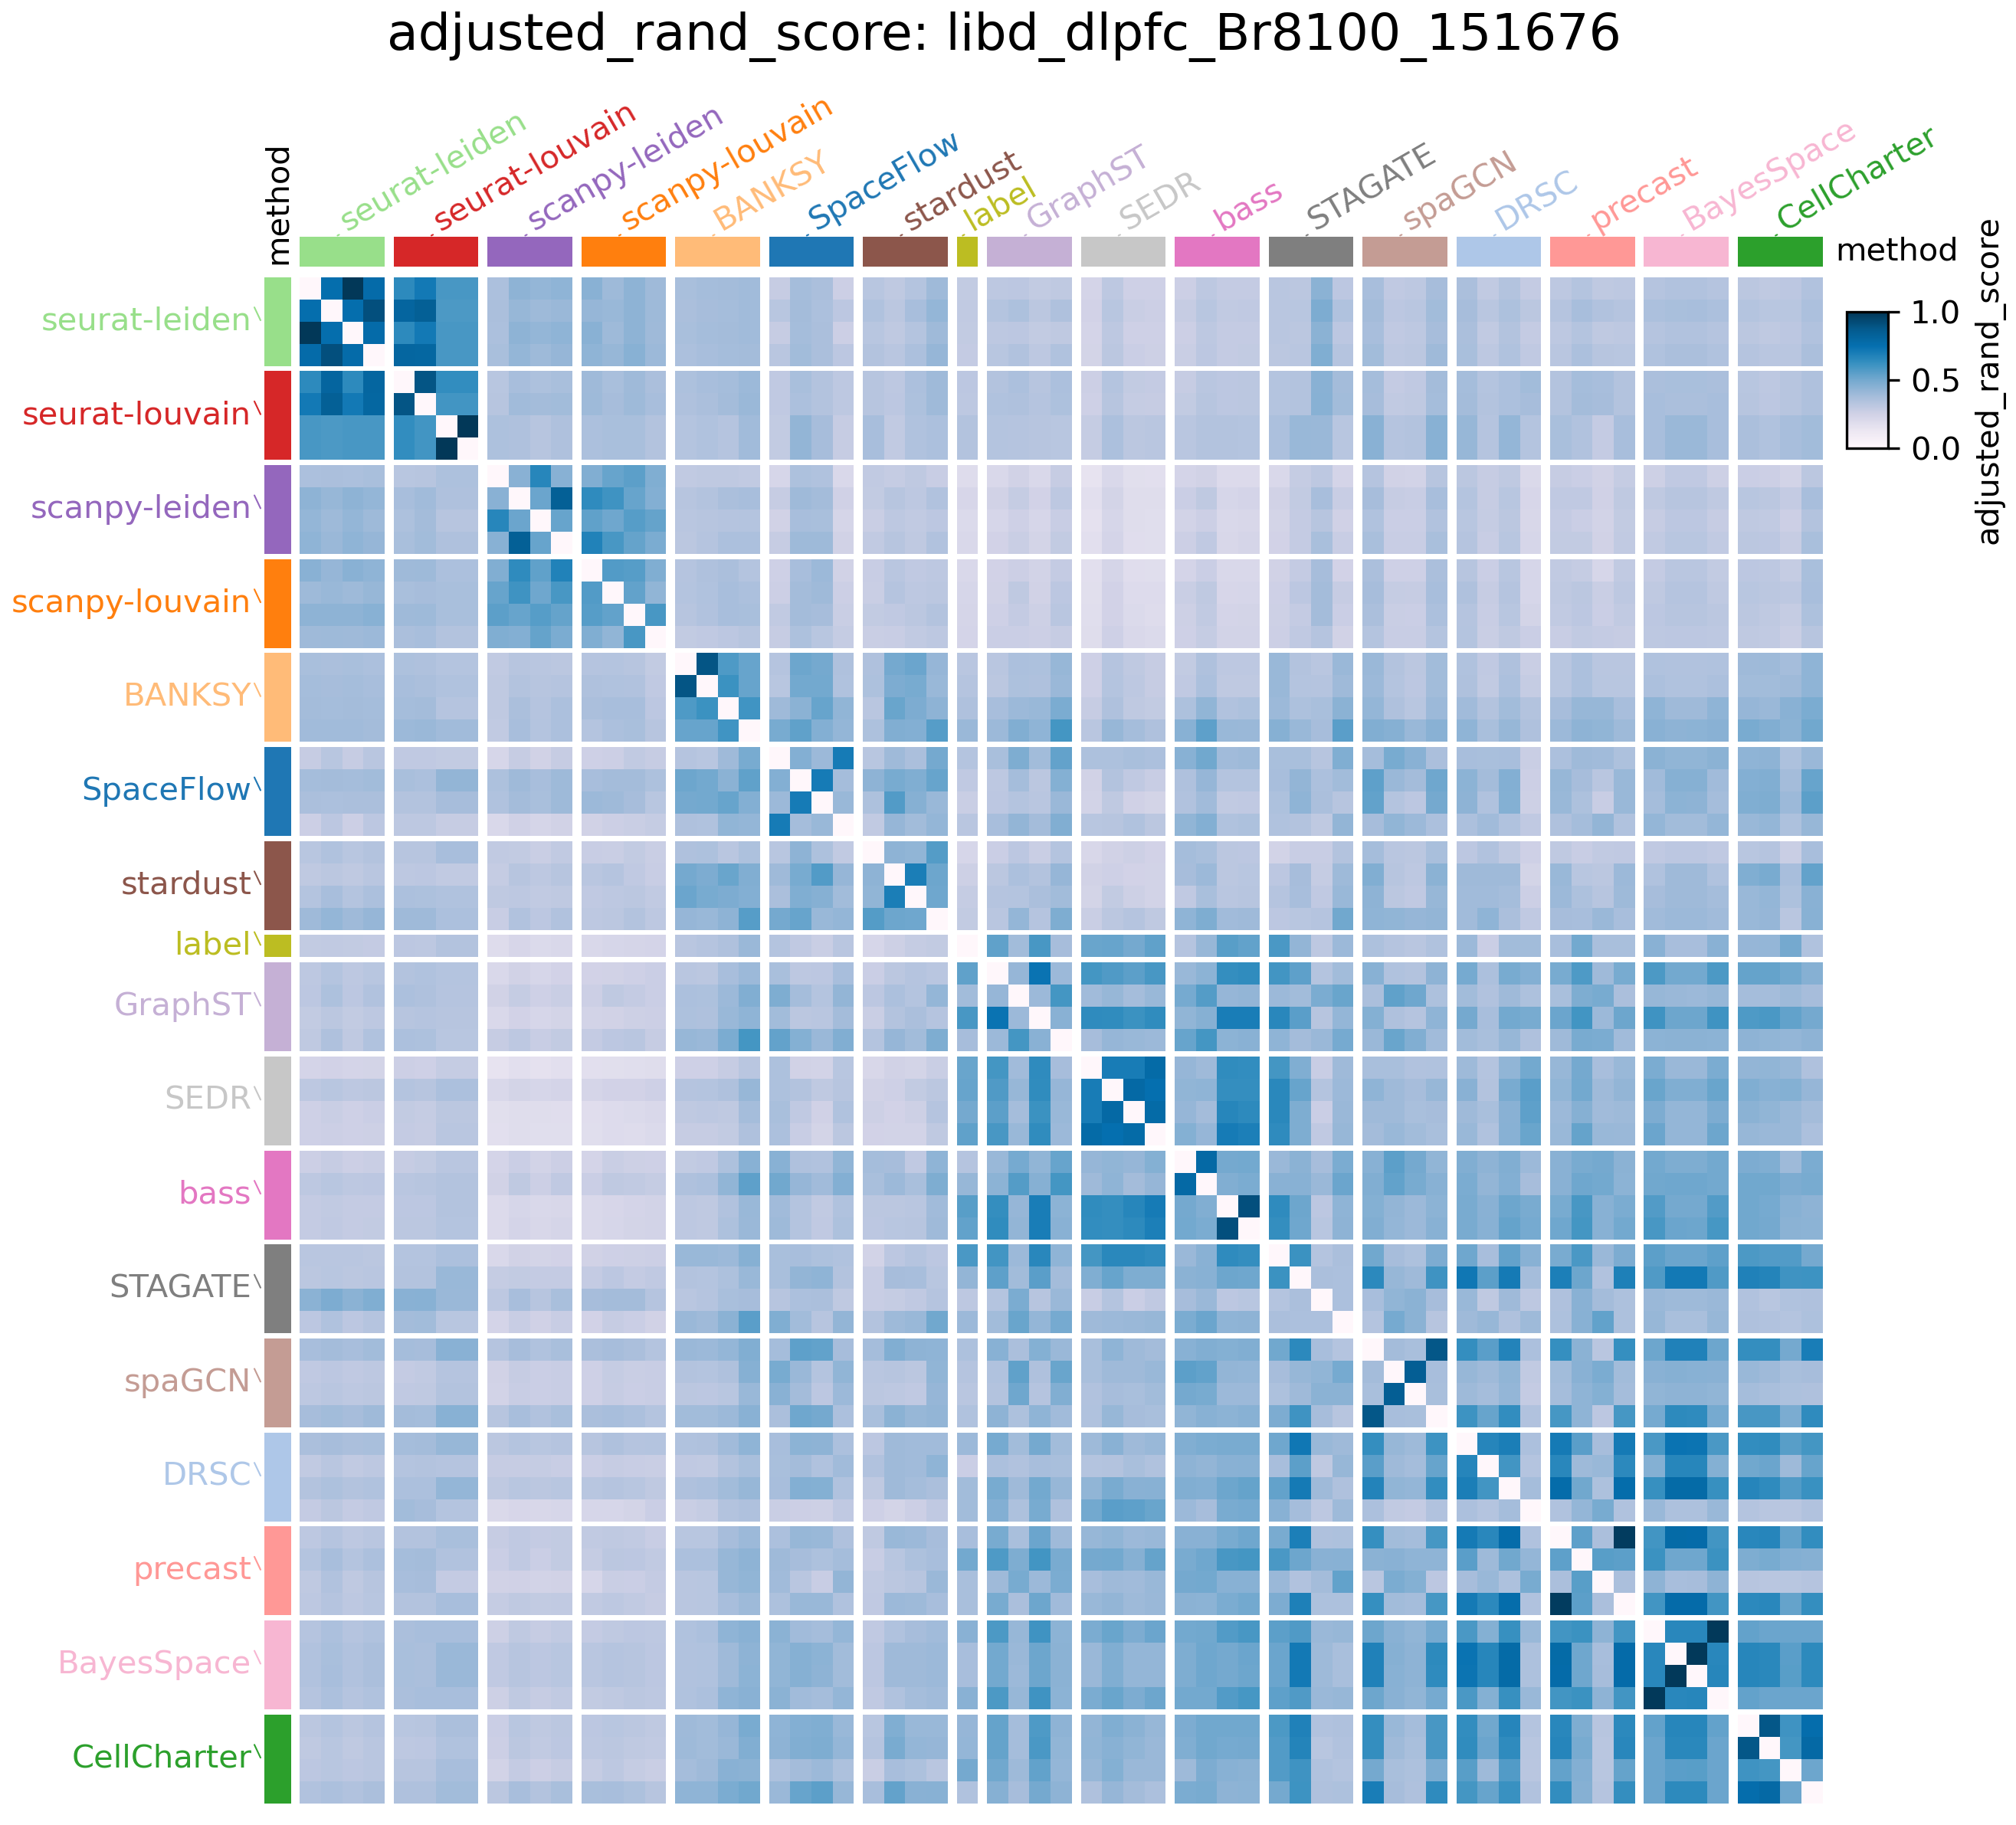 adjusted_rand_score: libd_dlpfc_Br8100_151676
method
seurat-leiden
seurat-louvain
scanpy-leiden
scanpy-louvain
BANKSY
SpaceFlow
stardust
label
GraphST
SEDR
bass
STAGATE
spaGCN
DRSC
precast
BayesSpace
CellCharter
method
1.0
0.5
0.0
adjusted_rand_score
seurat-leiden
seurat-louvain
scanpy-leiden
scanpy-louvain
BANKSY
SpaceFlow
stardust
label
GraphST
SEDR
bass
STAGATE
spaGCN
DRSC
precast
BayesSpace
CellCharter